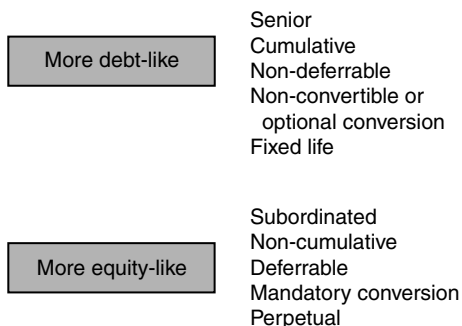 More debt-like
Senior
Cumulative
Non-deferrable
Non-convertible or
optional conversion
Fixed life
More equity-like
Subordinated
Non-cumulative
Deferrable
Mandatory conversion
Perpetual